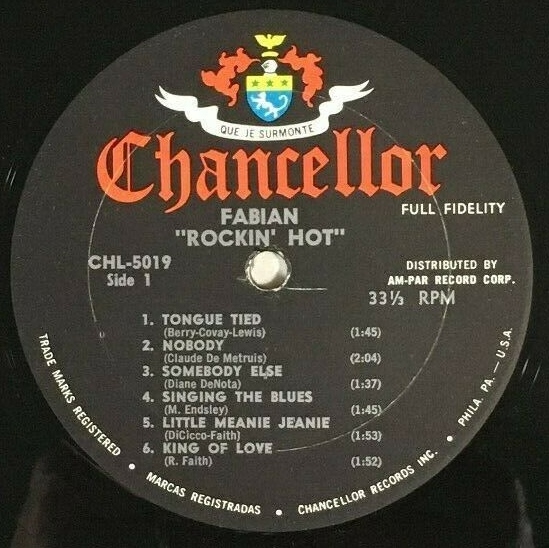 QUE JE SURMONTE
Chancellor
FULL FIDELITY
FABIAN
"ROCKIN' HOT"
CHL-5019
Side 1
DISTRIBUTED BY
AM-PAR RECORD CORP.
33⅓ RPM
1. TONGUE TIED
(Berry-Covay-Lewis) (1:45)
2. NOBODY
(Claude De Metruis) (2:04)
3. SOMEBODY ELSE
(Diane DeNota) (1:37)
4. SINGING THE BLUES
(M. Endsley) (1:45)
5. LITTLE MEANIE JEANIE
(DiCicco-Faith) (1:53)
6. KING OF LOVE
(R. Faith) (1:52)
TRADE MARKS REGISTERED • MARCAS REGISTRADAS • CHANCELLOR RECORDS INC. • PHILA. PA. — U.S.A.